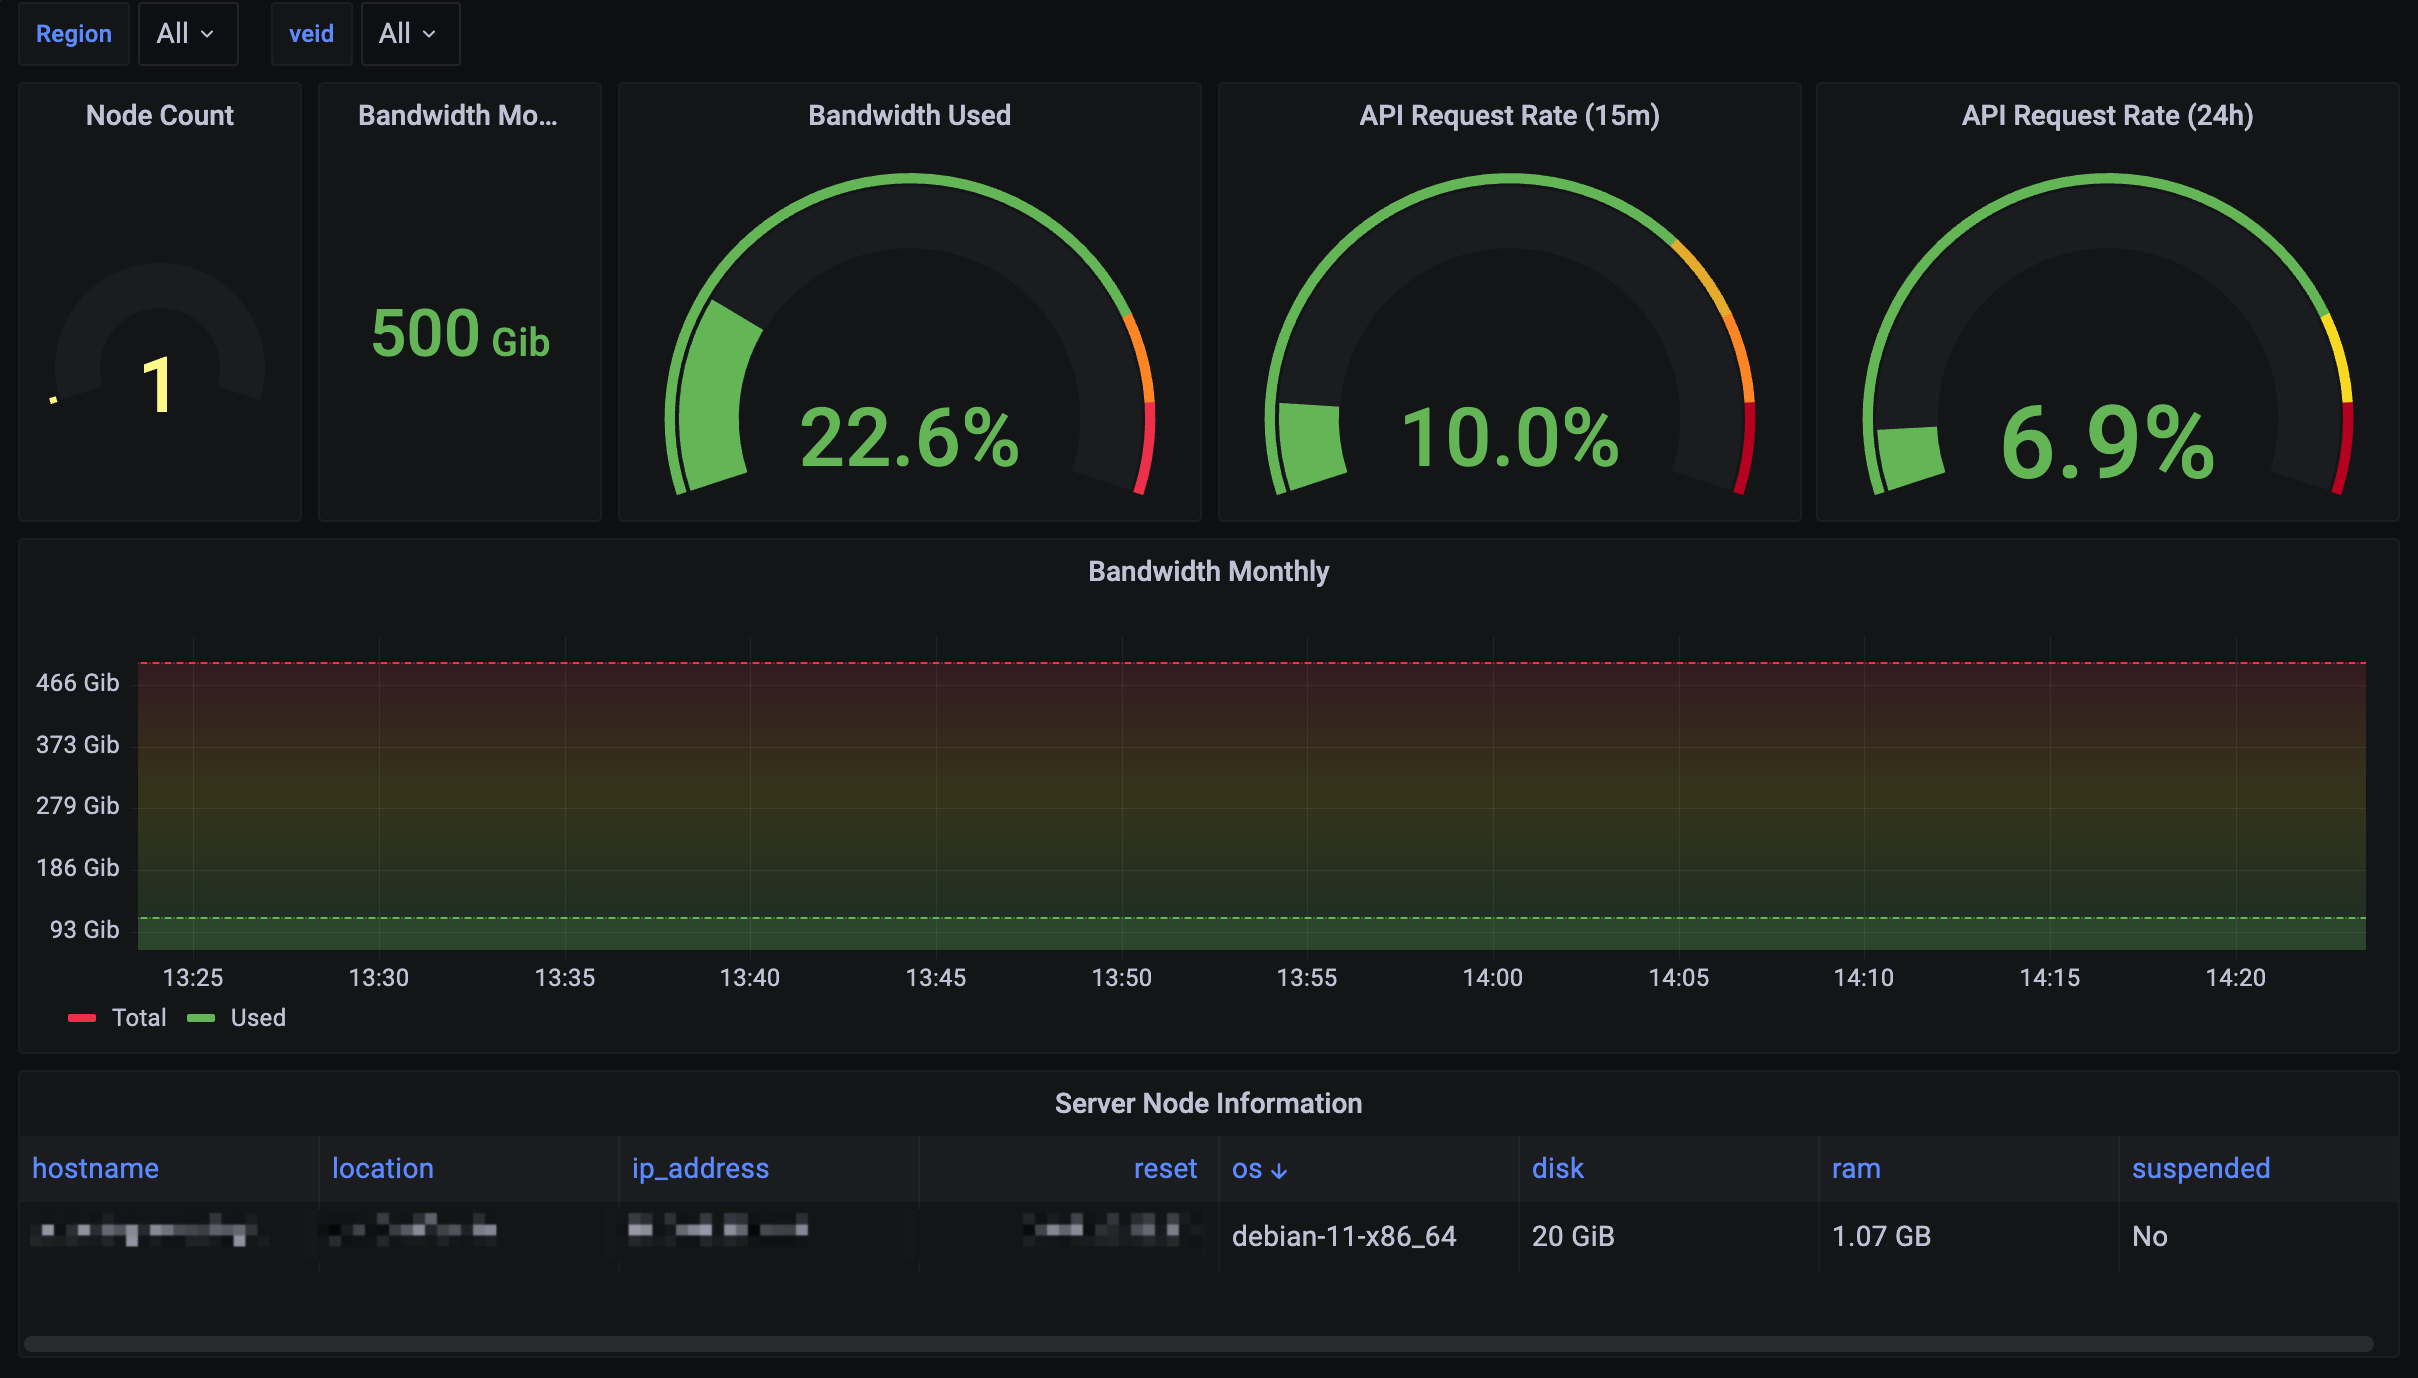 Region All veid All
Node Count
1
Bandwidth Mo...
500 Gib
Bandwidth Used
22.6%
API Request Rate (15m)
10.0%
API Request Rate (24h)
6.9%
Bandwidth Monthly
466 Gib
373 Gib
279 Gib
186 Gib
93 Gib
13:25 13:30 13:35 13:40 13:45 13:50 13:55 14:00 14:05 14:10 14:15 14:20
Total Used
Server Node Information
hostname location ip_address reset os disk ram suspended
debian-11-x86_64 20 GiB 1.07 GB No